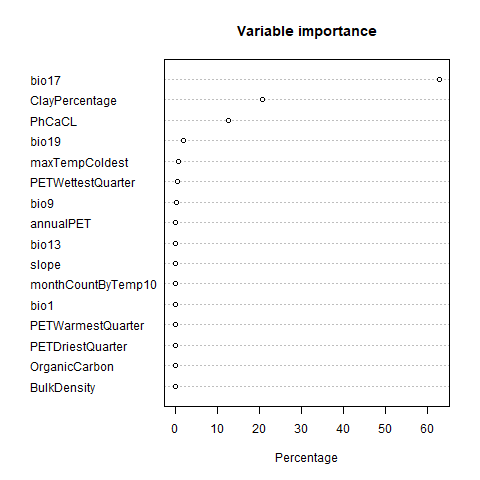 Variable importance
bio17
ClayPercentage
PhCaCL
bio19
maxTempColdest
PETWettestQuarter
bio9
annualPET
bio13
slope
monthCountByTemp10
bio1
PETWarmestQuarter
PETDriestQuarter
OrganicCarbon
BulkDensity
0 10 20 30 40 50 60
Percentage